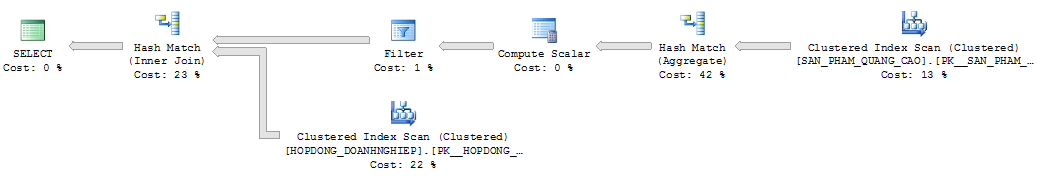 SELECT
Cost: 0 %
Hash Match
(Inner Join)
Cost: 23 %
Filter
Cost: 1 %
Compute Scalar
Cost: 0 %
Hash Match
(Aggregate)
Cost: 42 %
Clustered Index Scan (Clustered)
[SAN_PHAM_QUANG_CAO].[PK__SAN_PHAM_…
Cost: 13 %
Clustered Index Scan (Clustered)
[HOPDONG_DOANHNGHIEP].[PK__HOPDONG_…
Cost: 22 %